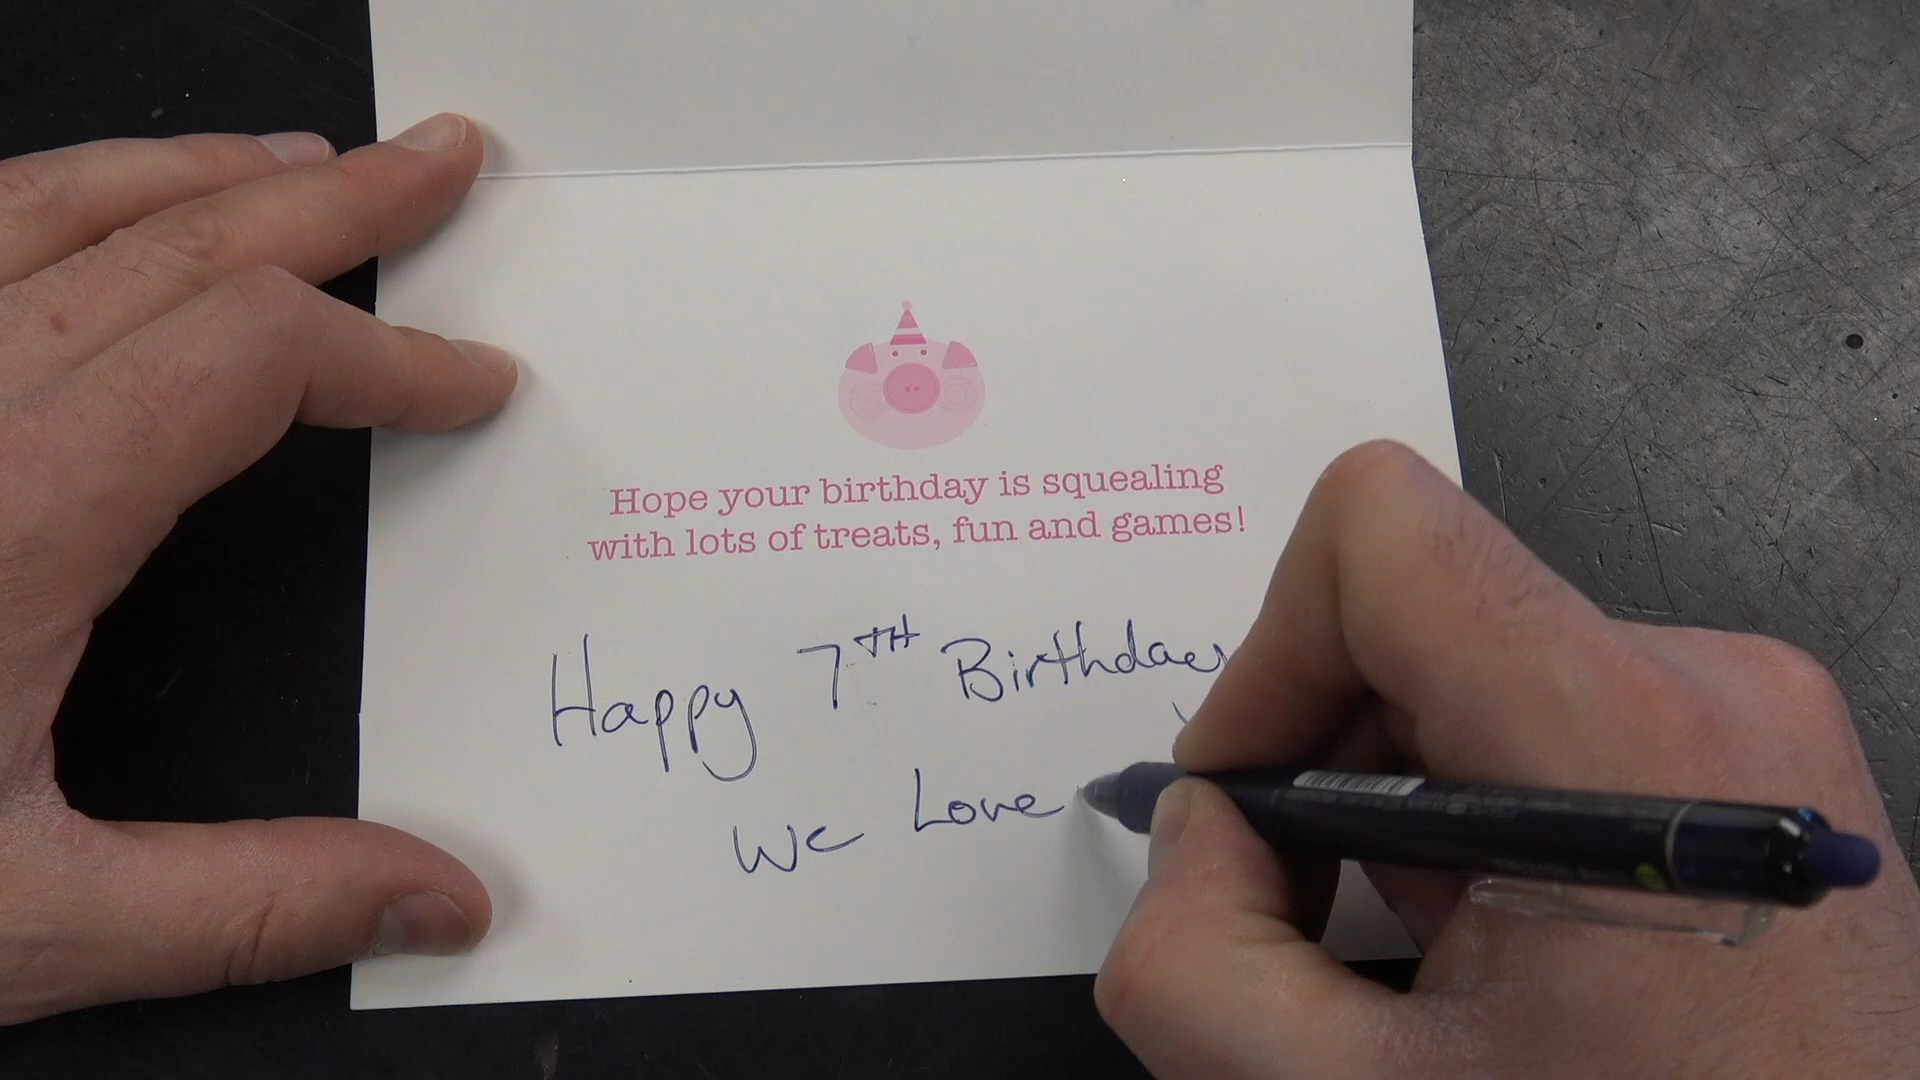 Hope your birthday is squealing
with lots of treats, fun and games!
Happy 7TH Birthday
We Love